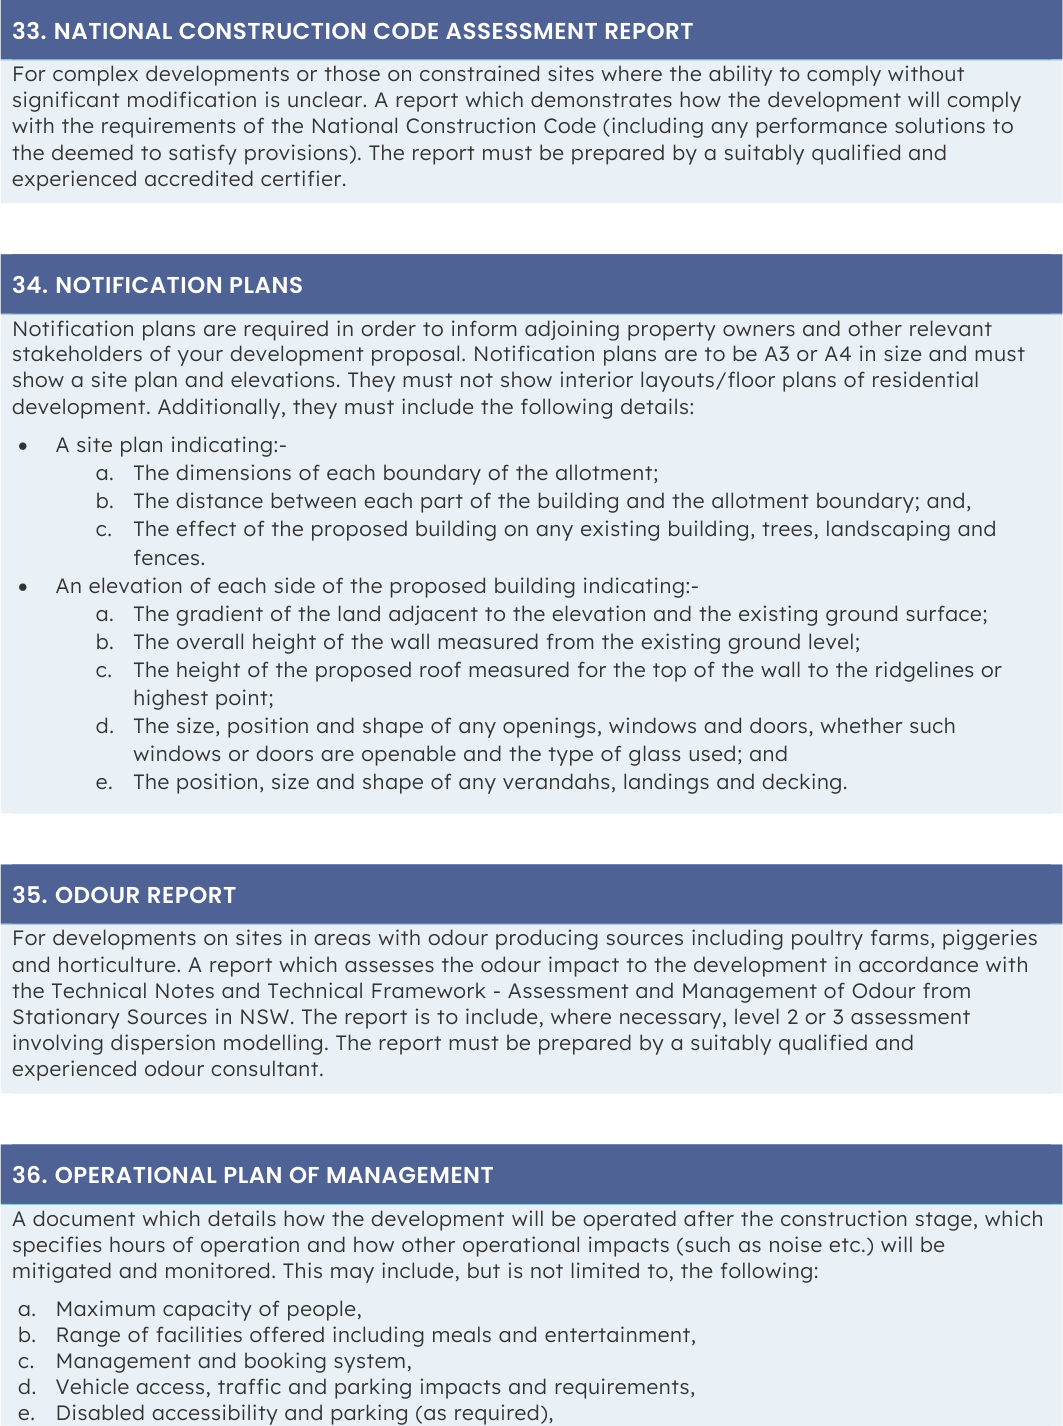 33. NATIONAL CONSTRUCTION CODE ASSESSMENT REPORT
For complex developments or those on constrained sites where the ability to comply without
significant modification is unclear. A report which demonstrates how the development will comply
with the requirements of the National Construction Code (including any performance solutions to
the deemed to satisfy provisions). The report must be prepared by a suitably qualified and
experienced accredited certifier.
34. NOTIFICATION PLANS
Notification plans are required in order to inform adjoining property owners and other relevant
stakeholders of your development proposal. Notification plans are to be A3 or A4 in size and must
show a site plan and elevations. They must not show interior layouts/floor plans of residential
development. Additionally, they must include the following details:
• A site plan indicating:-
a. The dimensions of each boundary of the allotment;
b. The distance between each part of the building and the allotment boundary; and,
c. The effect of the proposed building on any existing building, trees, landscaping and
fences.
• An elevation of each side of the proposed building indicating:-
a. The gradient of the land adjacent to the elevation and the existing ground surface;
b. The overall height of the wall measured from the existing ground level;
c. The height of the proposed roof measured for the top of the wall to the ridgelines or
highest point;
d. The size, position and shape of any openings, windows and doors, whether such
windows or doors are openable and the type of glass used; and
e. The position, size and shape of any verandahs, landings and decking.
35. ODOUR REPORT
For developments on sites in areas with odour producing sources including poultry farms, piggeries
and horticulture. A report which assesses the odour impact to the development in accordance with
the Technical Notes and Technical Framework - Assessment and Management of Odour from
Stationary Sources in NSW. The report is to include, where necessary, level 2 or 3 assessment
involving dispersion modelling. The report must be prepared by a suitably qualified and
experienced odour consultant.
36. OPERATIONAL PLAN OF MANAGEMENT
A document which details how the development will be operated after the construction stage, which
specifies hours of operation and how other operational impacts (such as noise etc.) will be
mitigated and monitored. This may include, but is not limited to, the following:
a. Maximum capacity of people,
b. Range of facilities offered including meals and entertainment,
c. Management and booking system,
d. Vehicle access, traffic and parking impacts and requirements,
e. Disabled accessibility and parking (as required),